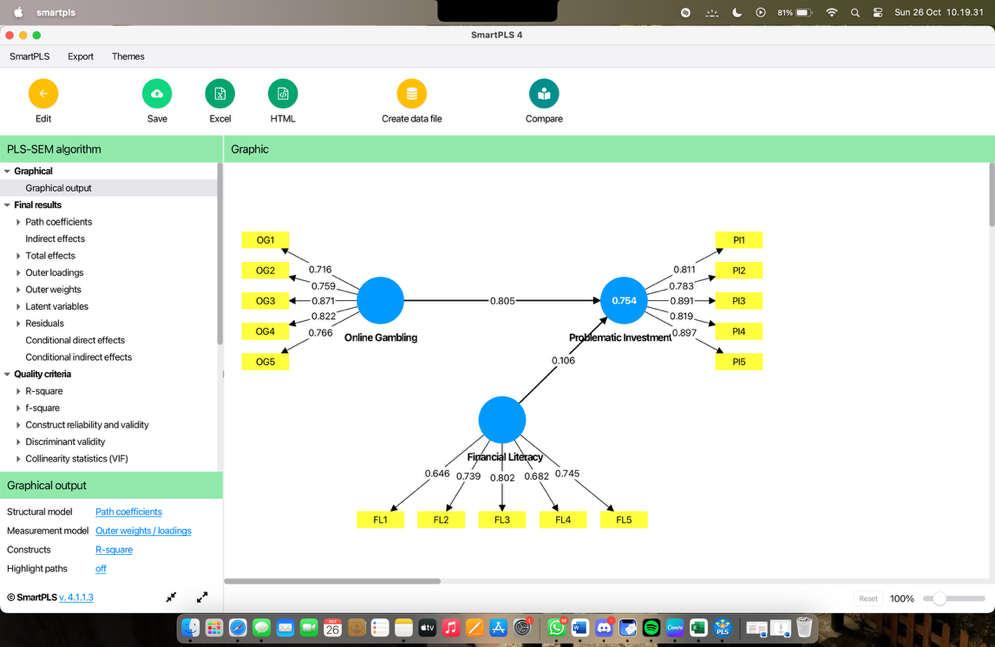 smartpls
81%
Sun 26 Oct 10.19.31
SmartPLS 4
SmartPLS Export Themes
Edit Save Excel HTML Create data file Compare
PLS-SEM algorithm
Graphical
Graphical output
Final results
Path coefficients
Indirect effects
Total effects
Outer loadings
Outer weights
Latent variables
Residuals
Conditional direct effects
Conditional indirect effects
Quality criteria
R-square
f-square
Construct reliability and validity
Discriminant validity
Collinearity statistics (VIF)
Graphical output
Structural model Path coefficients
Measurement model Outer weights / loadings
Constructs R-square
Highlight paths off
© SmartPLS v. 4.1.1.3
Graphic
OG1
OG2
OG3
OG4
OG5
0.716
0.759
0.871
0.822
0.766
Online Gambling
0.805
0.754
Problematic Investment
0.811
0.783
0.891
0.819
0.897
PI1
PI2
PI3
PI4
PI5
0.106
Financial Literacy
0.646 0.739 0.802 0.682 0.745
FL1 FL2 FL3 FL4 FL5
Reset 100%
OCT
26
tv
PLS